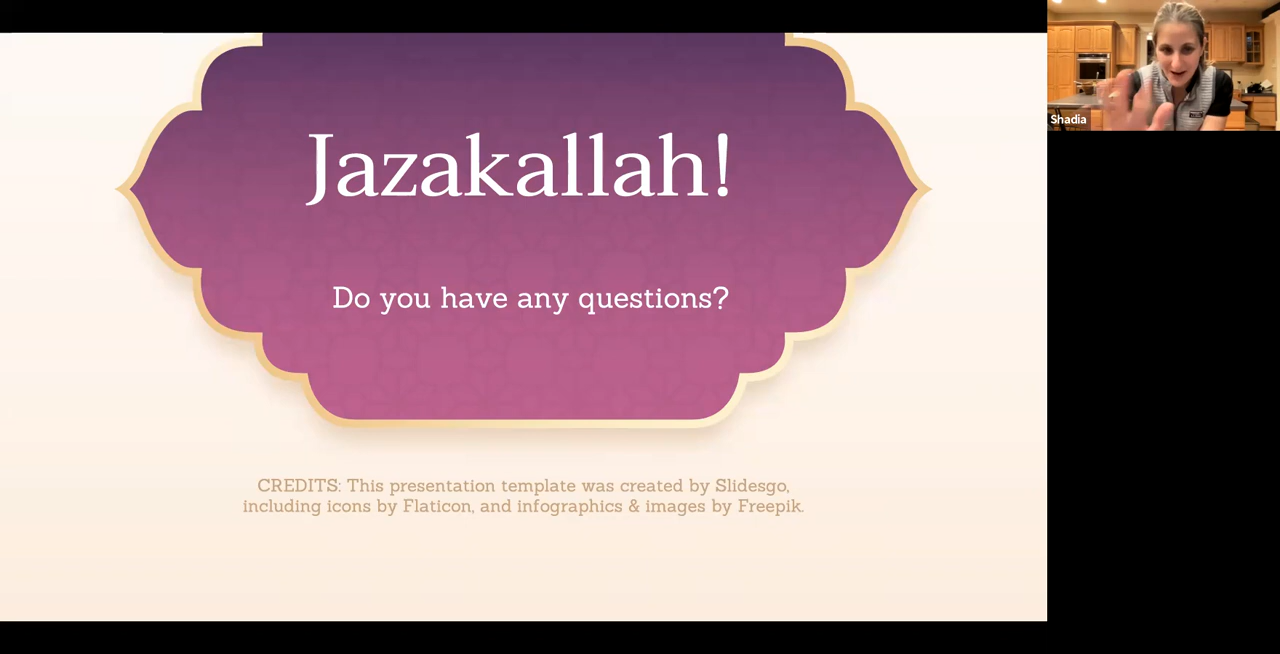 Jazakallah!
Do you have any questions?
CREDITS: This presentation template was created by Slidesgo,
including icons by Flaticon, and infographics & images by Freepik.
Shadia